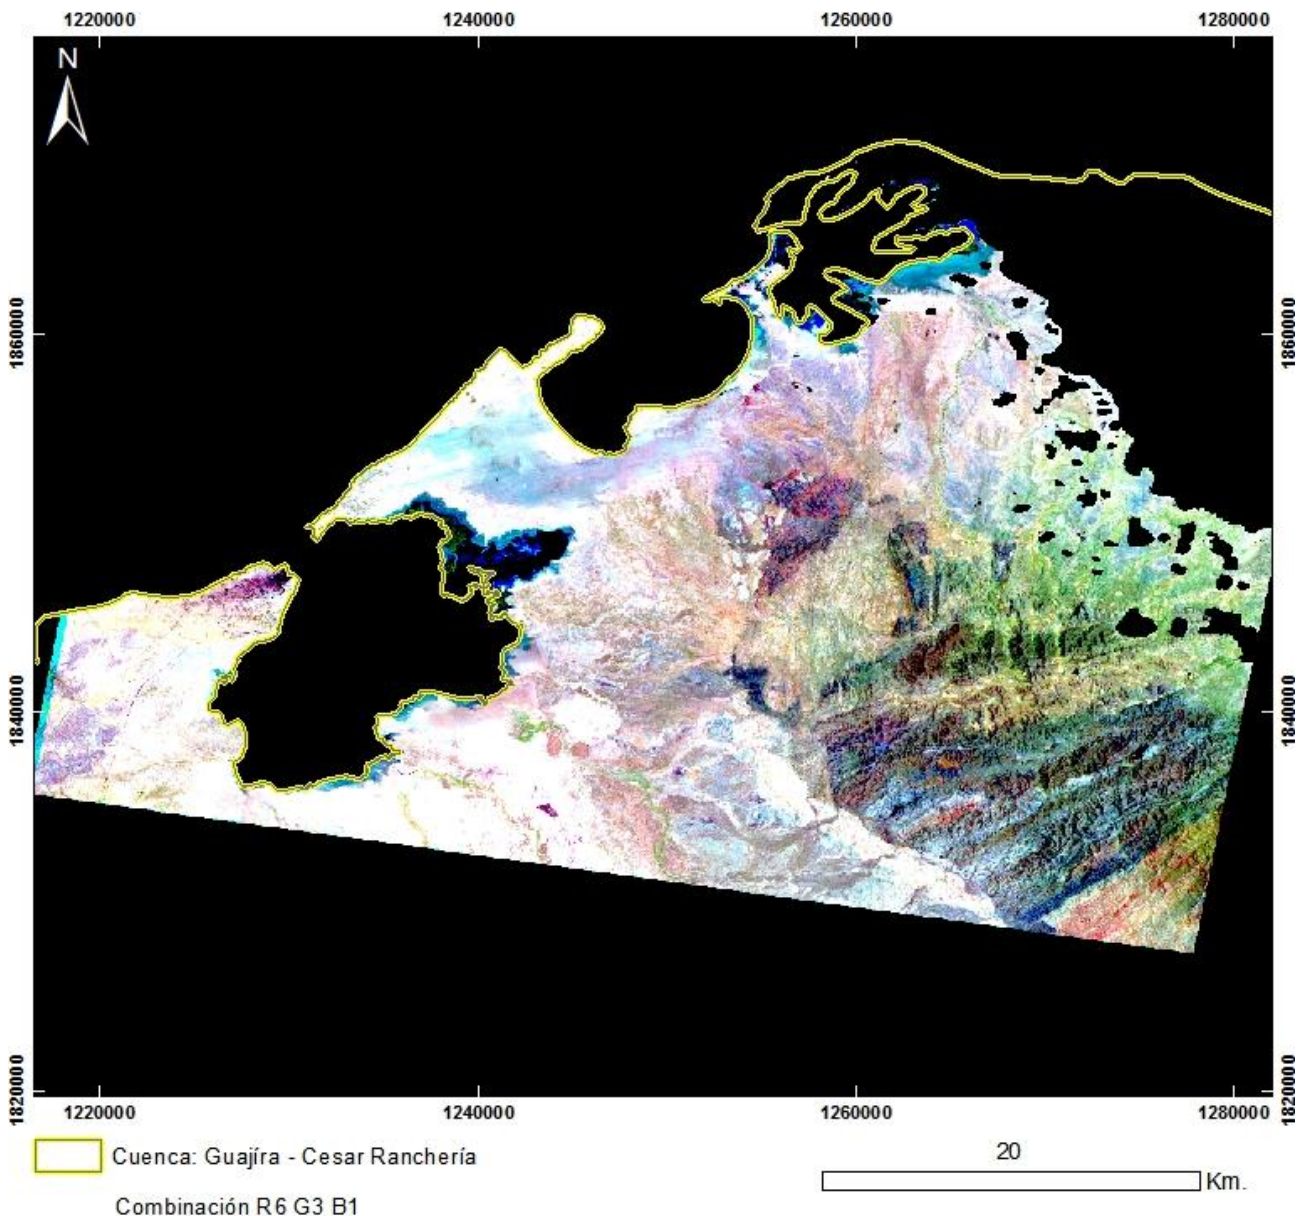 1220000 1240000 1260000 1280000
N
1860000 1860000
1840000 1840000
1820000 1820000
1220000 1240000 1260000 1280000
Cuenca: Guajíra - Cesar Ranchería
20
Km.
Combinación R6 G3 B1